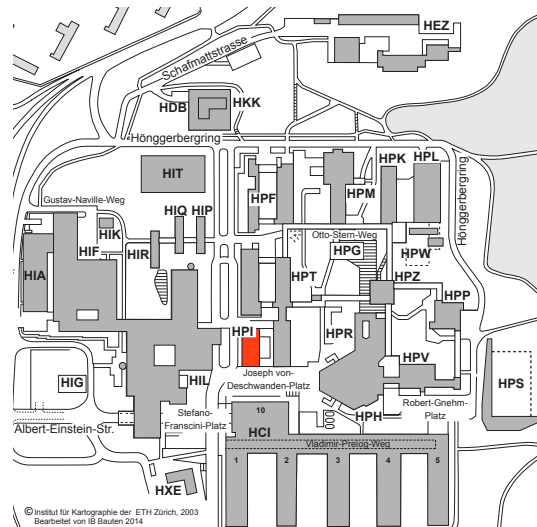 HEZ
Schafmattstrasse
HDB
HKK
Hönggerbergring
HPK
HPL
HIT
HPF
HPM
Gustav-Naville-Weg
HIK
HIQ
HIP
Hönggerbergring
HIF
HIR
Otto-Stern-Weg
HPG
HPW
HIA
HPT
HPZ
HPP
HPI
HPR
HPV
HIG
HIL
Joseph von-
Deschwanden-Platz
HPS
Stefano-
Franscini-Platz
10
HPH
Robert-Gnehm-
Platz
Albert-Einstein-Str.
HCI
Vladimir-Prelog-Weg
1
2
3
4
5
HXE
© Institut für Kartographie der ETH Zürich, 2003
Bearbeitet von IB Bauten 2014